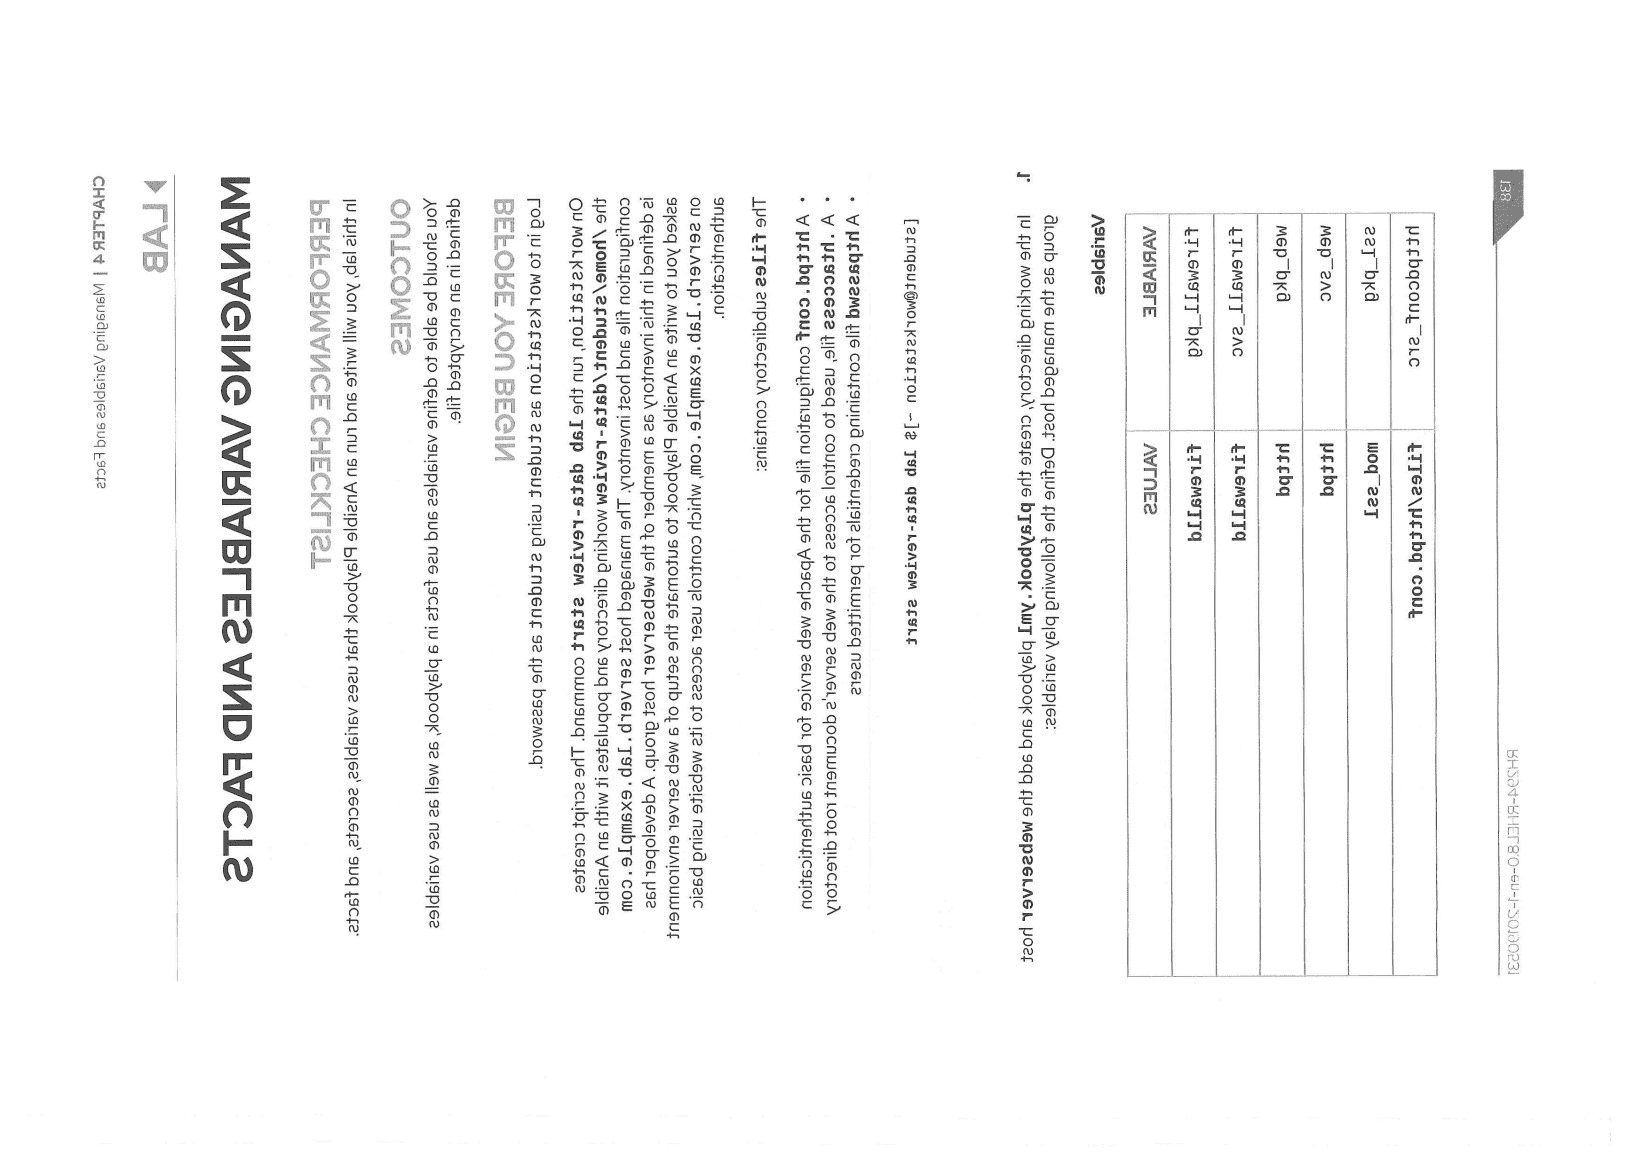 CHAPTER 4 | Managing Variables and Facts
▶ LAB
MANAGING VARIABLES AND FACTS
PERFORMANCE CHECKLIST
In this lab, you will write and run an Ansible Playbook that uses variables, secrets, and facts.
OUTCOMES
You should be able to define variables and use facts in a playbook, as well as use variables
defined in an encrypted file.
BEFORE YOU BEGIN
Log in to workstation as student using student as the password.
On workstation, run the lab data-review start command. The script creates
the /home/student/data-review working directory and populates it with an Ansible
configuration file and host inventory. The managed host serverb.lab.example.com
is defined in this inventory as a member of the webserver host group. A developer has
asked you to write an Ansible Playbook to automate the setup of a web server environment
on serverb.lab.example.com, which controls user access to its website using basic
authentication.
The files subdirectory contains:
• A httpd.conf configuration file for the Apache web service for basic authentication
• A .htaccess file, used to control access to the web server's document root directory
• A htpasswd file containing credentials for permitted users
[student@workstation ~]$ lab data-review start
1. In the working directory, create the playbook.yml playbook and add the webserver host
group as the managed host. Define the following play variables:
Variables
VARIABLE VALUES
firewall_pkg firewalld
firewall_svc firewalld
web_pkg httpd
web_svc httpd
ssl_pkg mod_ssl
httpdconf_src files/httpd.conf
138 RH294-RHEL8.0-en-1-20190531